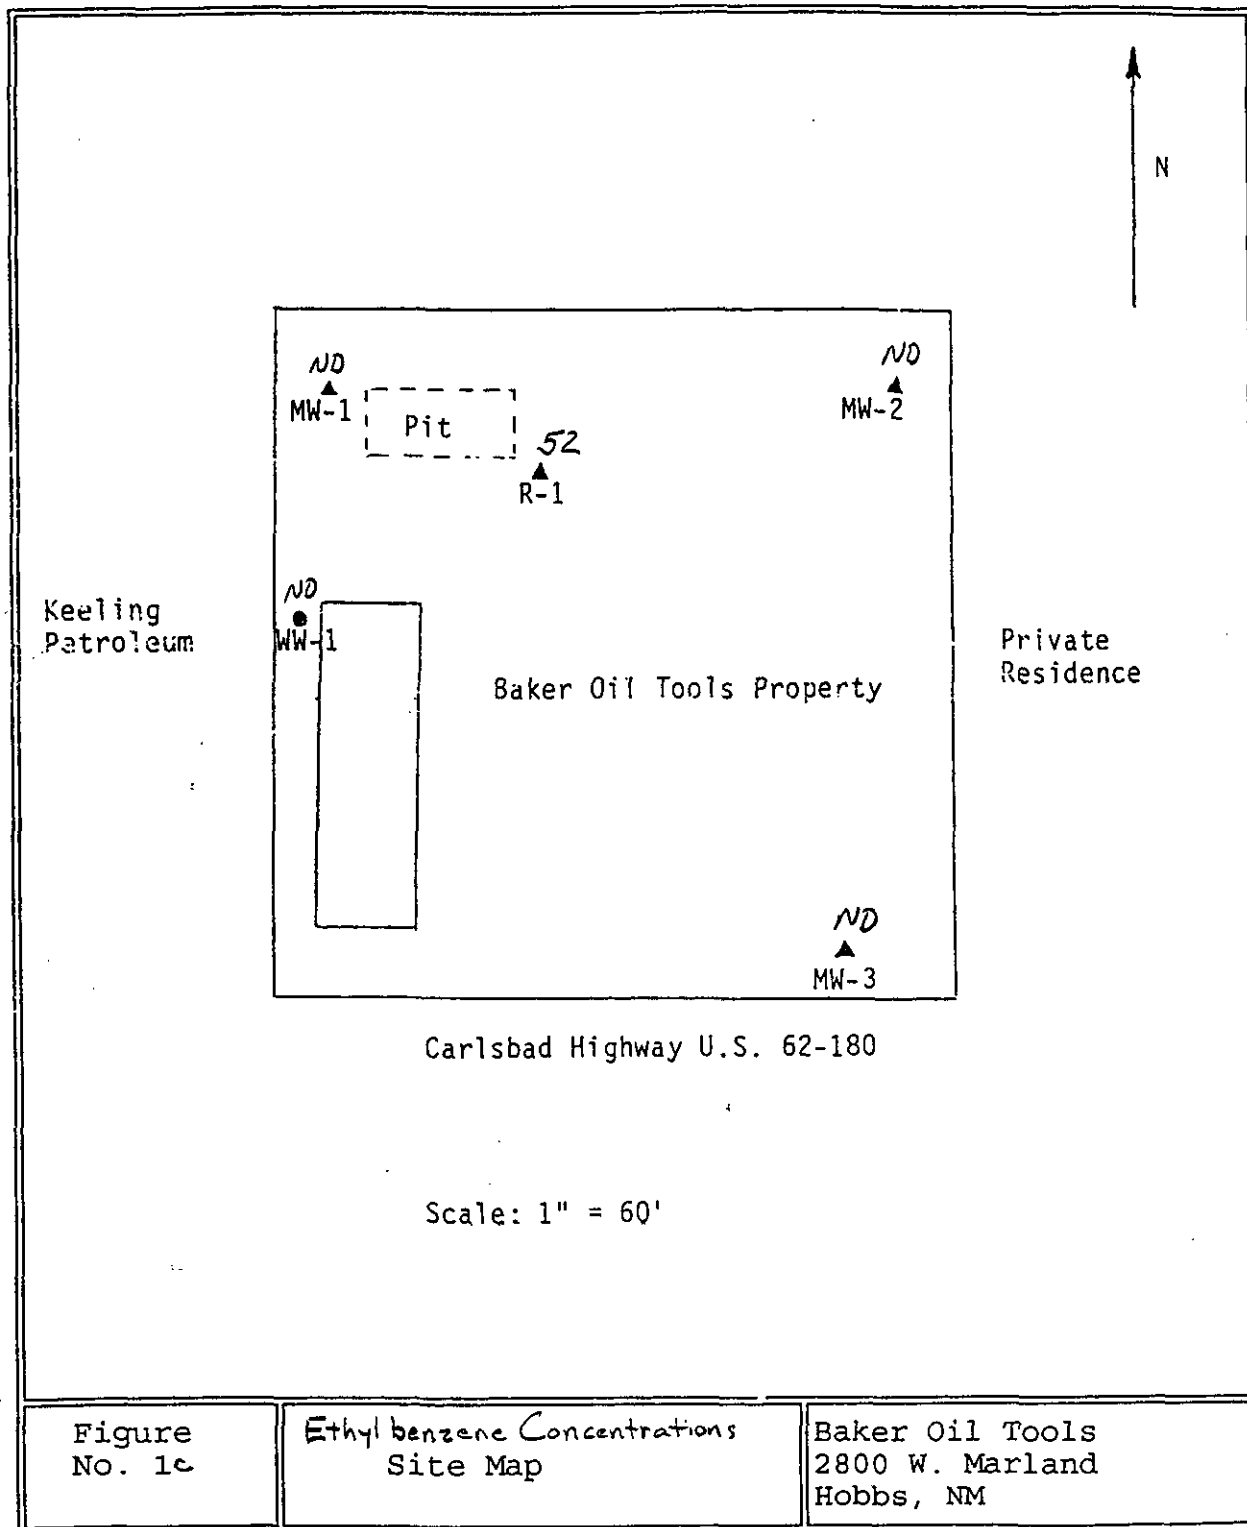 N
ND
MW-1
Pit
52
R-1
ND
MW-2
ND
WW-1
Keeling
Petroleum
Baker Oil Tools Property
Private
Residence
ND
MW-3
Carlsbad Highway U.S. 62-180
Scale: 1" = 60'
Figure
No. 1c
Ethylbenzene Concentrations
Site Map
Baker Oil Tools
2800 W. Marland
Hobbs, NM